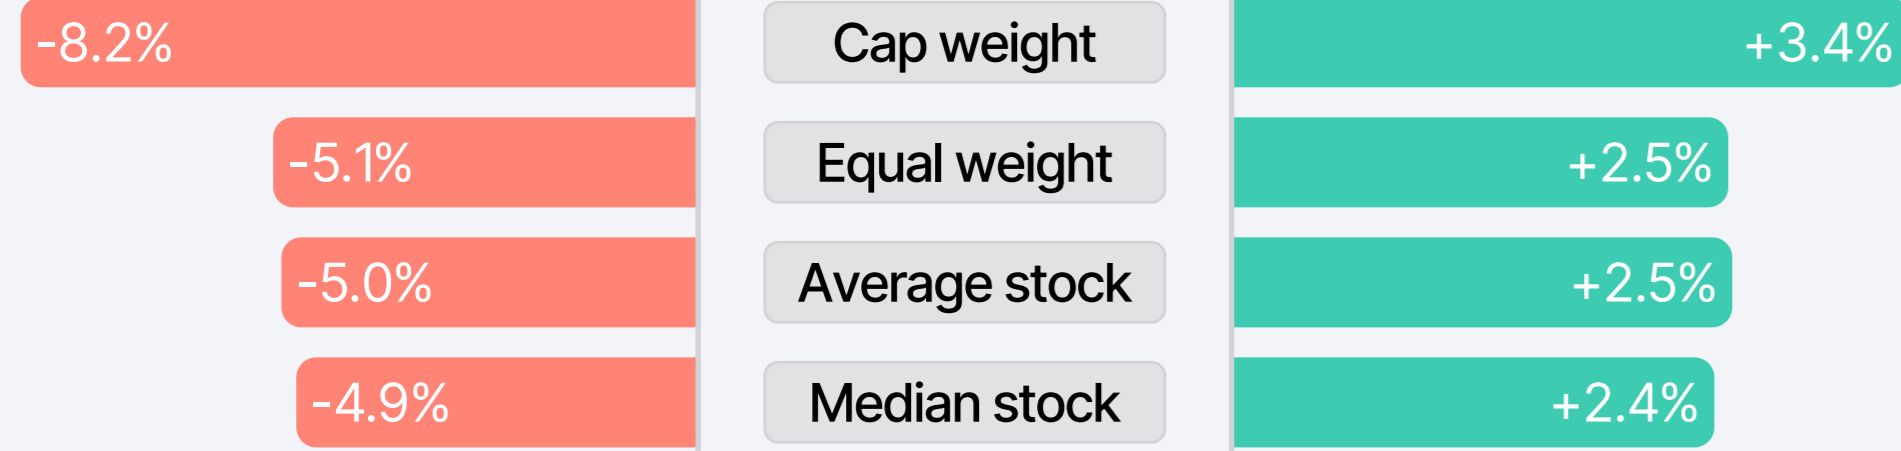 -8.2% Cap weight +3.4%
-5.1% Equal weight +2.5%
-5.0% Average stock +2.5%
-4.9% Median stock +2.4%